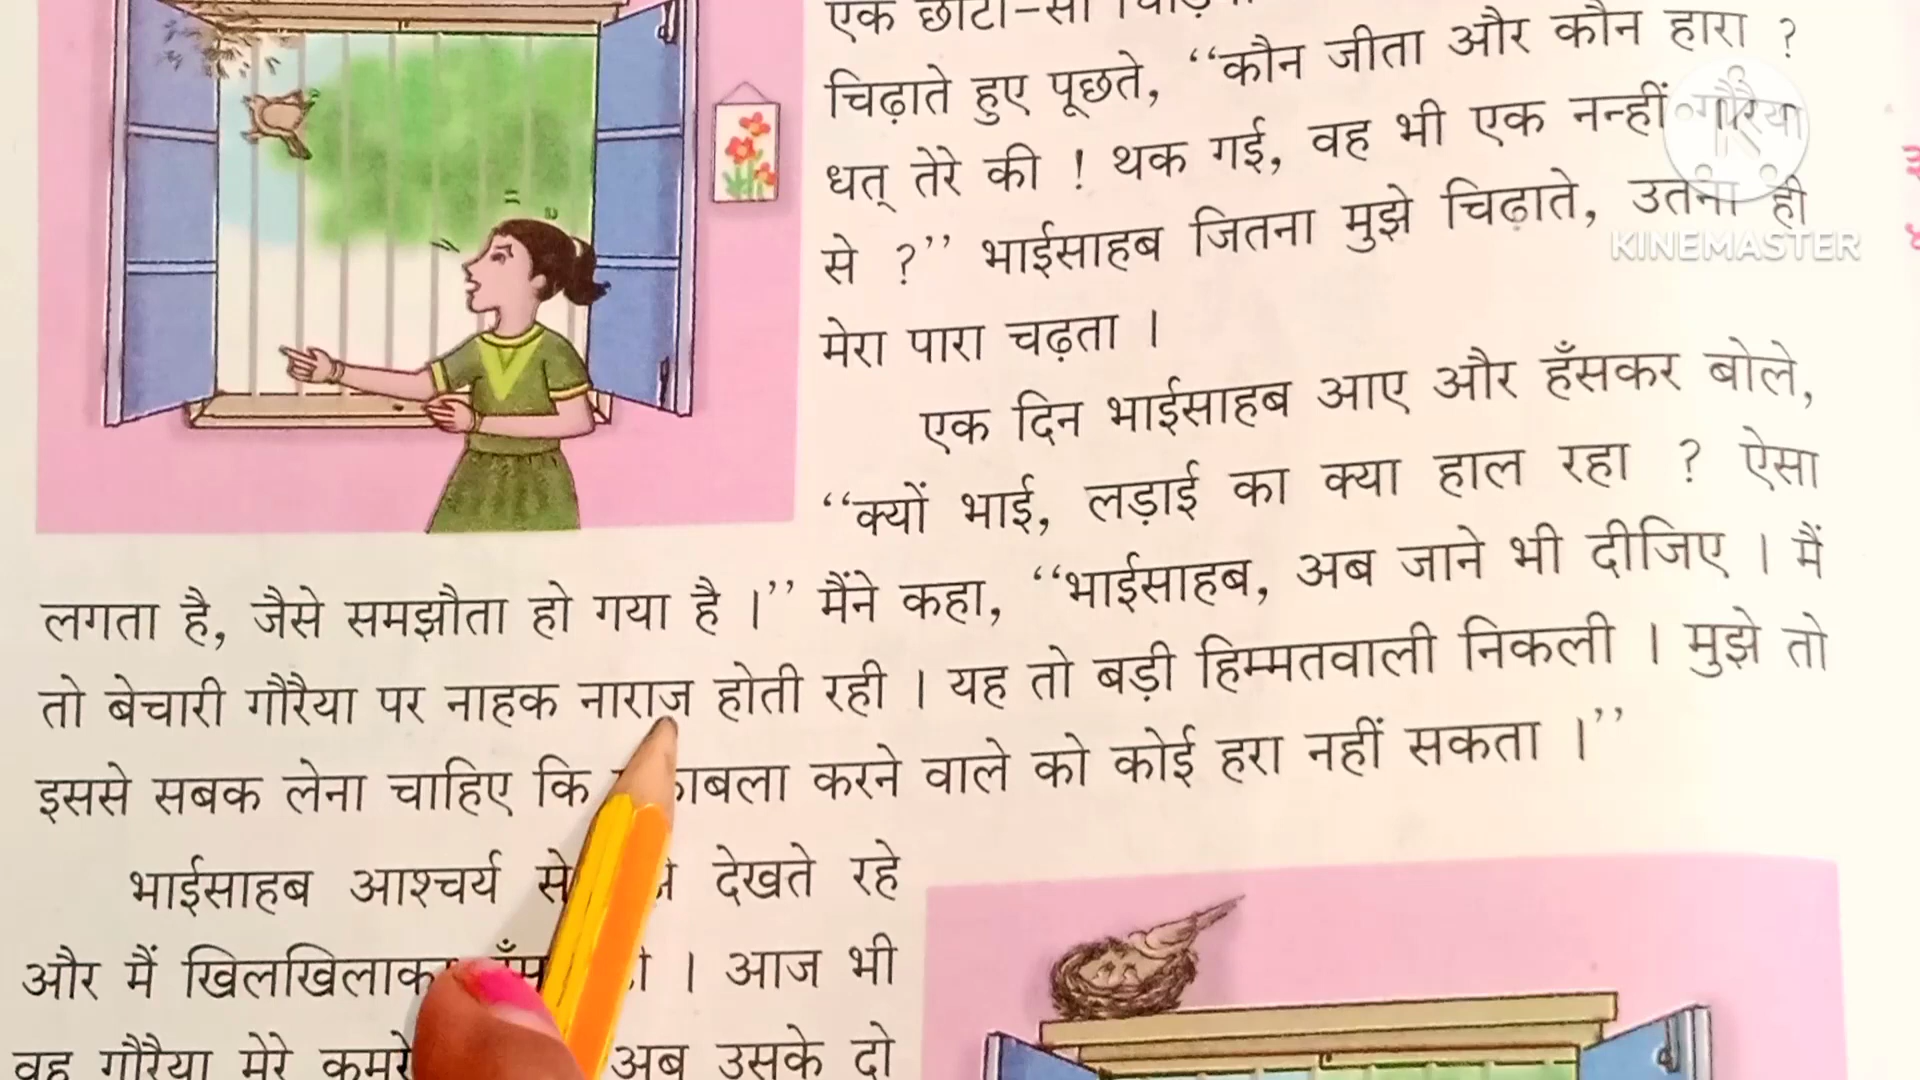 एक छोटी-सी
चिढ़ाते हुए पूछते, ‘‘कौन जीता और कौन हारा ?
धत् तेरे की ! थक गई, वह भी एक नन्हीं गौरैया
से ?’’ भाईसाहब जितना मुझे चिढ़ाते, उतना ही
KINEMASTER
मेरा पारा चढ़ता ।
एक दिन भाईसाहब आए और हँसकर बोले,
‘‘क्यों भाई, लड़ाई का क्या हाल रहा ? ऐसा
लगता है, जैसे समझौता हो गया है ।’’ मैंने कहा, ‘‘भाईसाहब, अब जाने भी दीजिए । मैं
तो बेचारी गौरैया पर नाहक नाराज होती रही । यह तो बड़ी हिम्मतवाली निकली । मुझे तो
इससे सबक लेना चाहिए कि करने वाले को कोई हरा नहीं सकता ।’’
भाईसाहब आश्चर्य से देखते रहे
और मैं । आज भी
वह गौरैया मेरे कमरे अब उसके दो